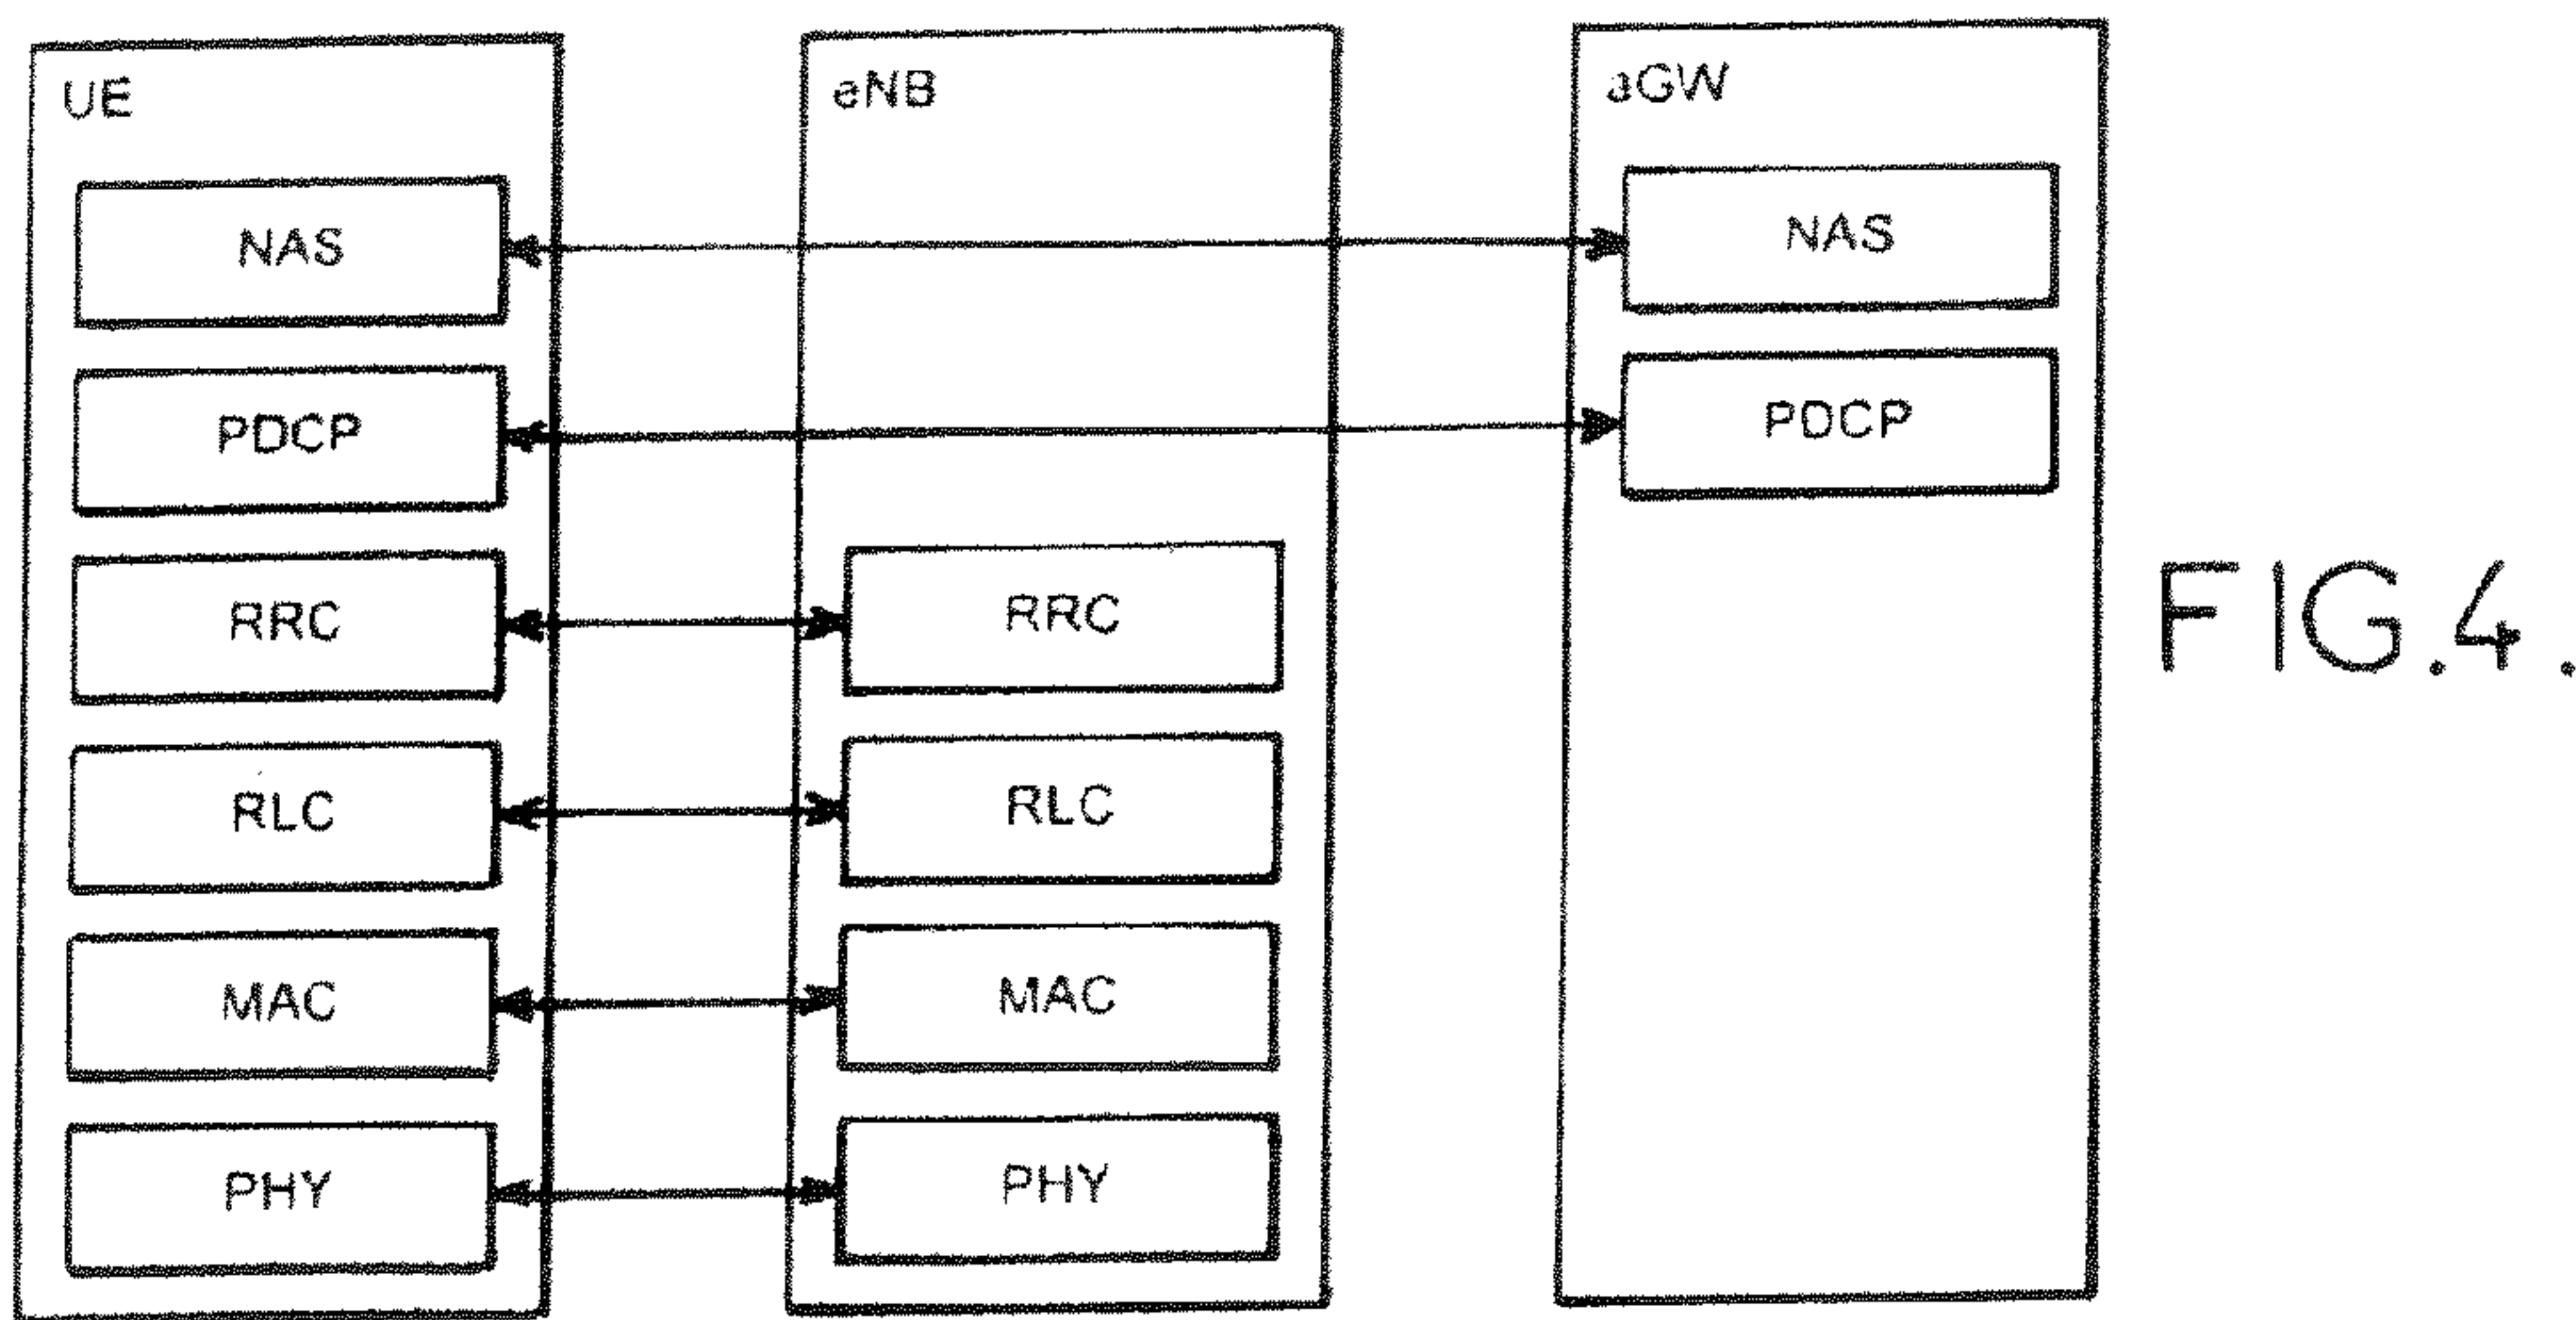 UE
eNB
aGW
NAS
NAS
PDCP
PDCP
RRC
RRC
RLC
RLC
MAC
MAC
PHY
PHY
FIG.4.